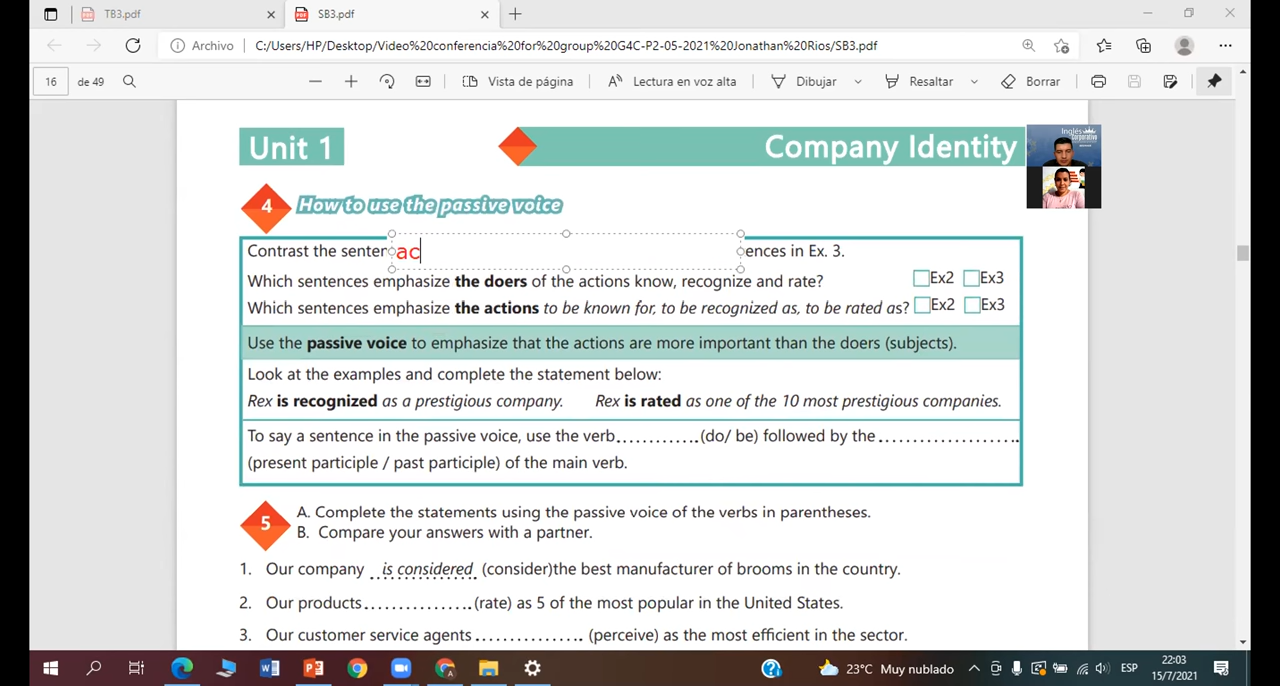 TB3.pdf
SB3.pdf
Archivo
C:/Users/HP/Desktop/Video%20conferencia%20for%20group%20G4C-P2-05-2021%20Jonathan%20Rios/SB3.pdf
16 de 49
Vista de página
Lectura en voz alta
Dibujar
Resaltar
Borrar
Unit 1
Company Identity
Inglés
Corporativo
4 How to use the passive voice
Contrast the senten ac ences in Ex. 3.
Which sentences emphasize the doers of the actions know, recognize and rate? Ex2 Ex3
Which sentences emphasize the actions to be known for, to be recognized as, to be rated as? Ex2 Ex3
Use the passive voice to emphasize that the actions are more important than the doers (subjects).
Look at the examples and complete the statement below:
Rex is recognized as a prestigious company. Rex is rated as one of the 10 most prestigious companies.
To say a sentence in the passive voice, use the verb............(do/ be) followed by the ....................
(present participle / past participle) of the main verb.
5 A. Complete the statements using the passive voice of the verbs in parentheses.
B. Compare your answers with a partner.
1. Our company is considered (consider)the best manufacturer of brooms in the country.
2. Our products............... (rate) as 5 of the most popular in the United States.
3. Our customer service agents ............... (perceive) as the most efficient in the sector.
23°C Muy nublado
ESP
22:03
15/7/2021